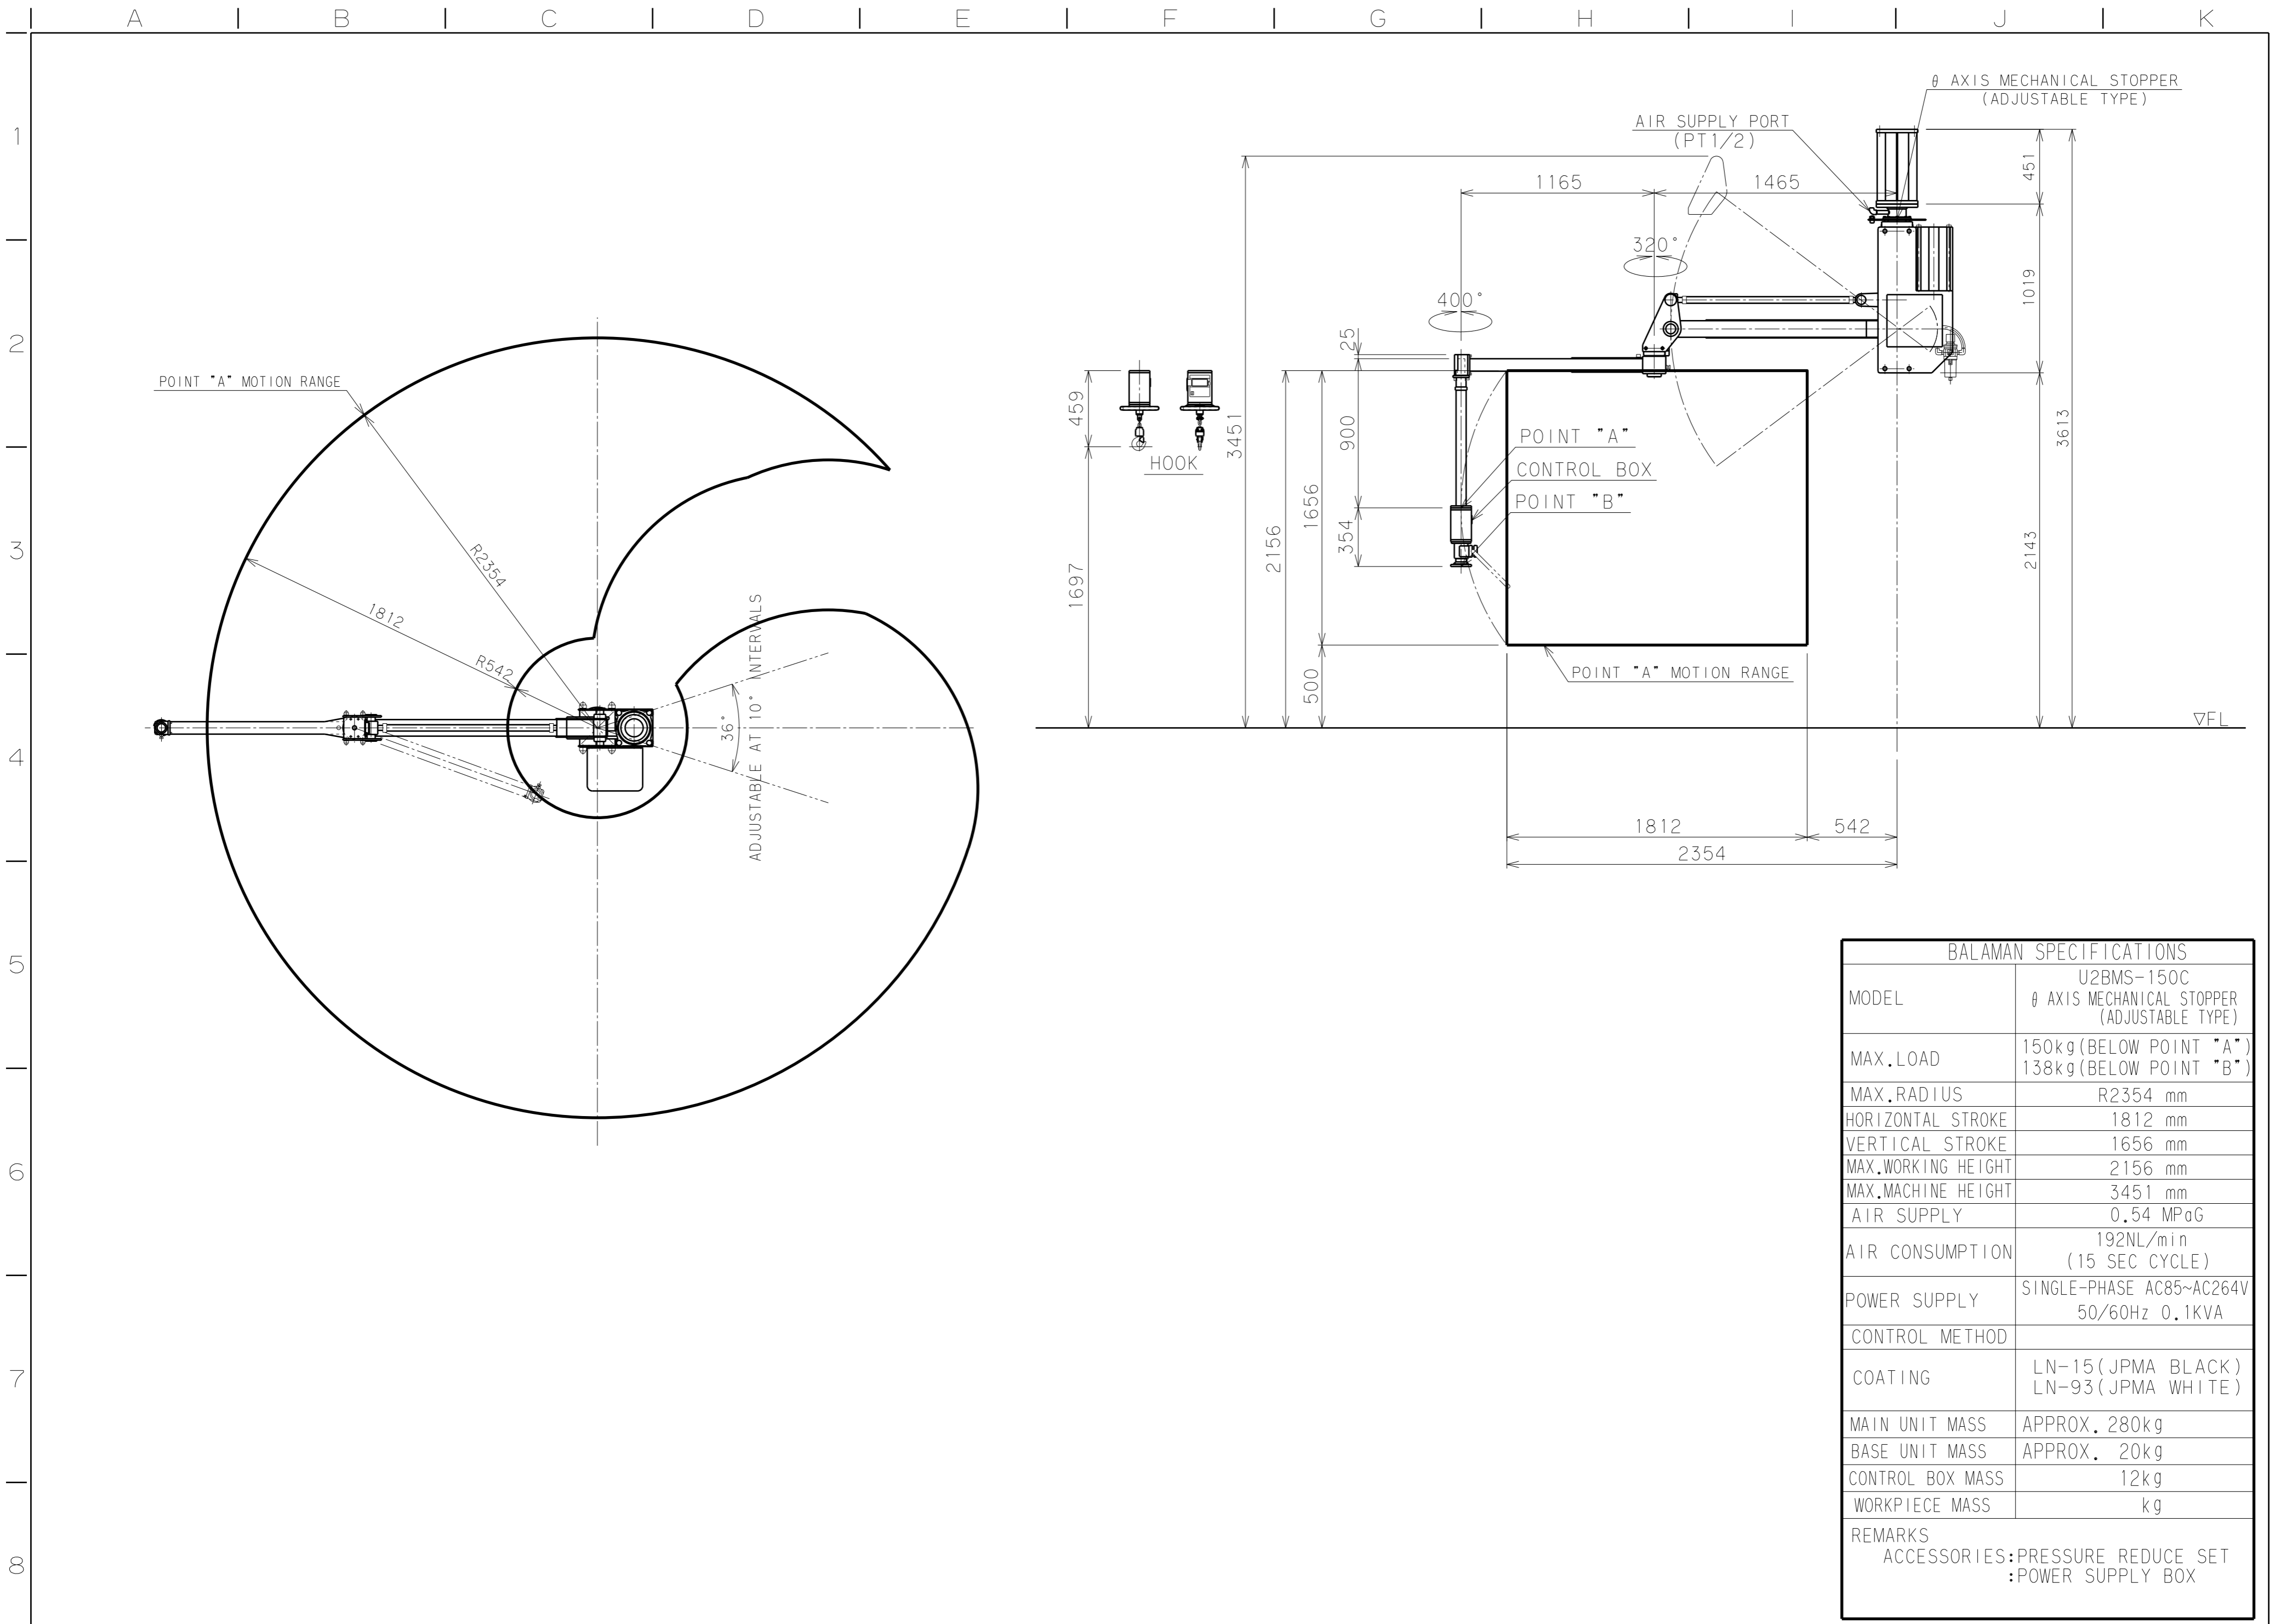 A B C D E F G H I J K
1
2
3
4
5
6
7
8
POINT "A" MOTION RANGE
R2354
1812
R542
36°
ADJUSTABLE AT 10° INTERVALS
θ AXIS MECHANICAL STOPPER
(ADJUSTABLE TYPE)
AIR SUPPLY PORT
(PT1/2)
1165
1465
320°
400°
451
1019
3613
2143
25
900
354
459
1697
HOOK
3451
2156
1656
500
POINT "A"
CONTROL BOX
POINT "B"
POINT "A" MOTION RANGE
▽FL
1812
542
2354
BALAMAN SPECIFICATIONS
MODEL U2BMS-150C
θ AXIS MECHANICAL STOPPER
(ADJUSTABLE TYPE)
MAX.LOAD 150kg(BELOW POINT "A")
138kg(BELOW POINT "B")
MAX.RADIUS R2354 mm
HORIZONTAL STROKE 1812 mm
VERTICAL STROKE 1656 mm
MAX.WORKING HEIGHT 2156 mm
MAX.MACHINE HEIGHT 3451 mm
AIR SUPPLY 0.54 MPaG
AIR CONSUMPTION 192NL/min
(15 SEC CYCLE)
POWER SUPPLY SINGLE-PHASE AC85~AC264V
50/60Hz 0.1KVA
CONTROL METHOD
COATING LN-15(JPMA BLACK)
LN-93(JPMA WHITE)
MAIN UNIT MASS APPROX. 280kg
BASE UNIT MASS APPROX. 20kg
CONTROL BOX MASS 12kg
WORKPIECE MASS kg
REMARKS
ACCESSORIES:PRESSURE REDUCE SET
:POWER SUPPLY BOX